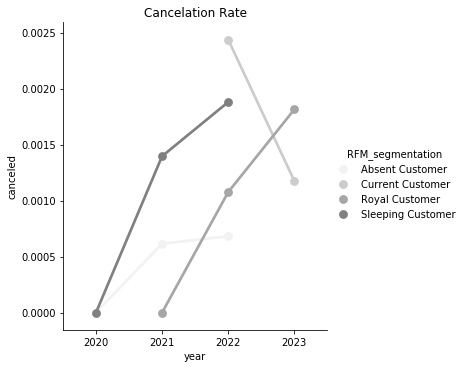 Cancelation Rate
0.0025
0.0020
0.0015
0.0010
0.0005
0.0000
canceled
2020 2021 2022 2023
year
RFM_segmentation
Absent Customer
Current Customer
Royal Customer
Sleeping Customer